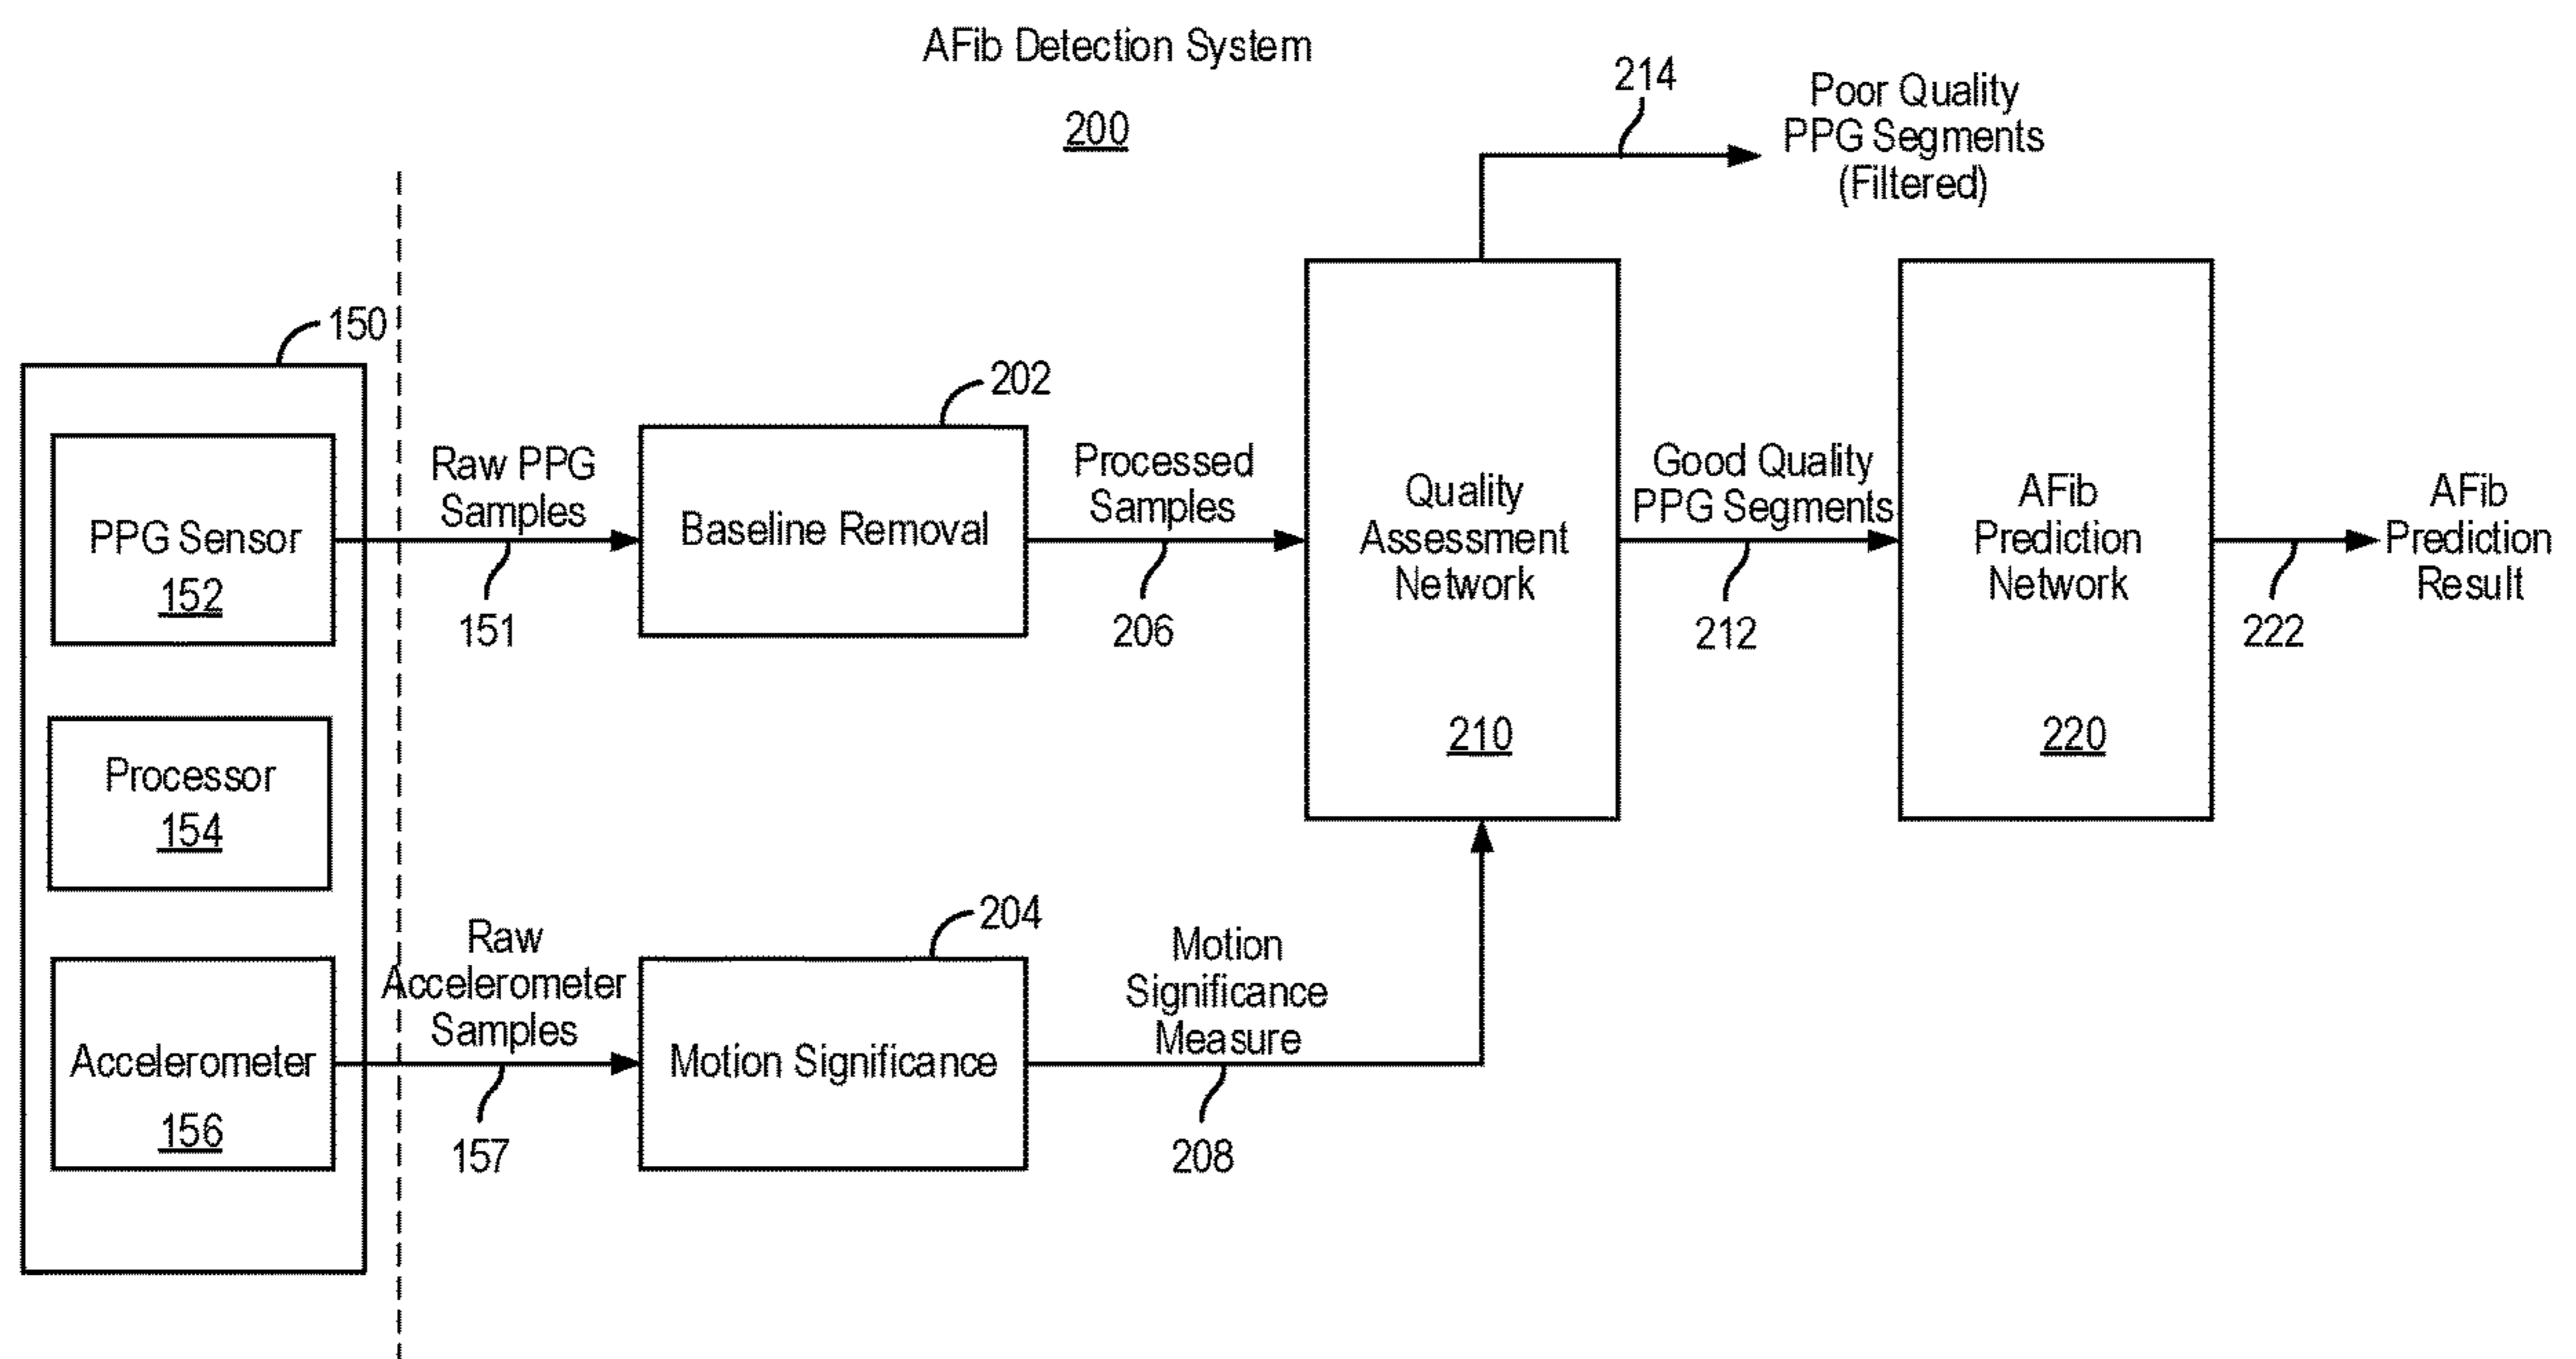 AFib Detection System
200
214
Poor Quality
PPG Segments
(Filtered)
150
PPG Sensor
152
Processor
154
Accelerometer
156
Raw PPG
Samples
151
202
Baseline Removal
Processed
Samples
206
Quality
Assessment
Network
210
Good Quality
PPG Segments
212
AFib
Prediction
Network
220
222
AFib
Prediction
Result
Raw
Accelerometer
Samples
157
204
Motion Significance
Motion
Significance
Measure
208